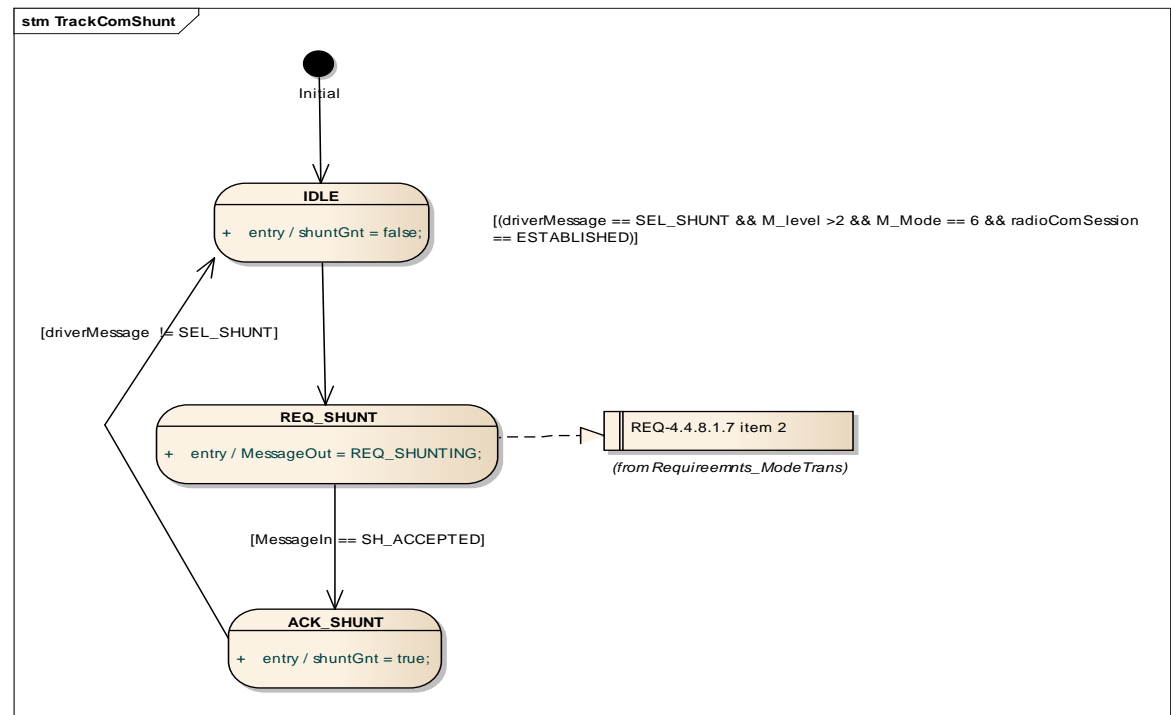 stm TrackComShunt
Initial
IDLE
+ entry / shuntGnt = false;
[(driverMessage == SEL_SHUNT && M_level >2 && M_Mode == 6 && radioComSession
== ESTABLISHED)]
[driverMessage != SEL_SHUNT]
REQ_SHUNT
+ entry / MessageOut = REQ_SHUNTING;
REQ-4.4.8.1.7 item 2
(from Requireemnts_ModeTrans)
[MessageIn == SH_ACCEPTED]
ACK_SHUNT
+ entry / shuntGnt = true;